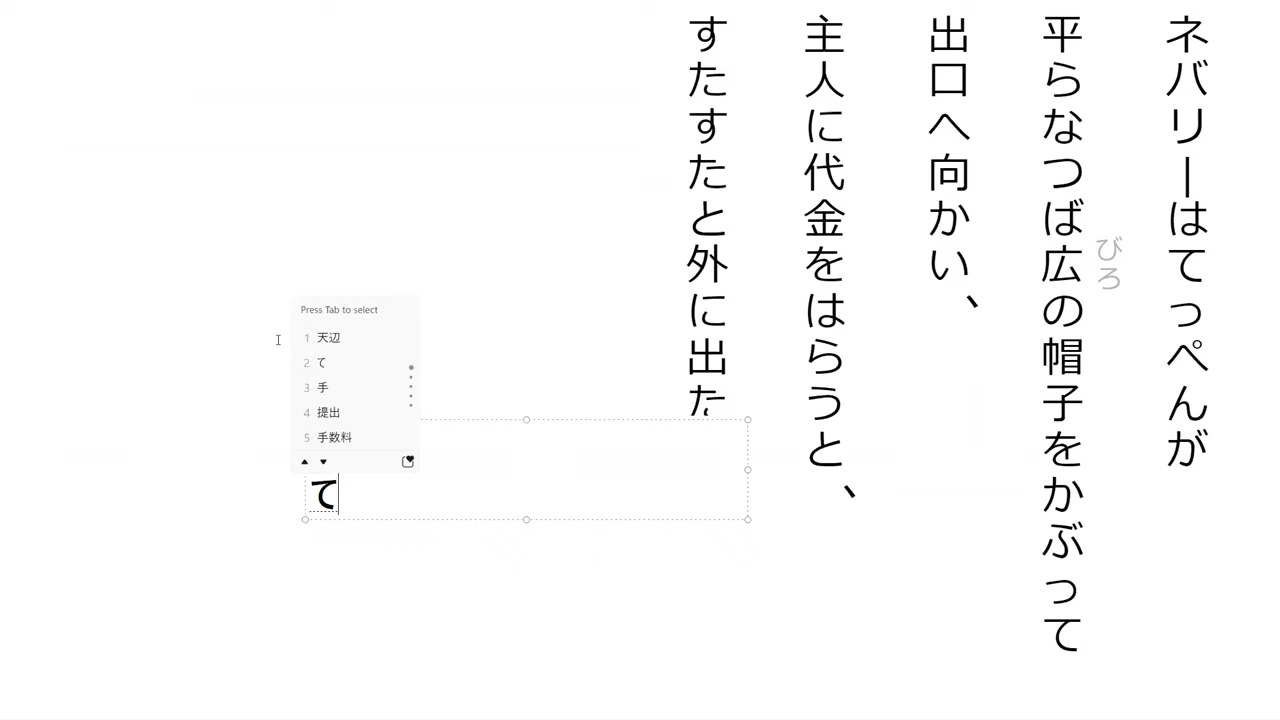 ネバリーはてっぺんが
平らなつば広の帽子をかぶって
びろ
出口へ向かい、
主人に代金をはらうと、
すたすたと外に出た
Press Tab to select
1 天辺
2 て
3 手
4 提出
5 手数料
て